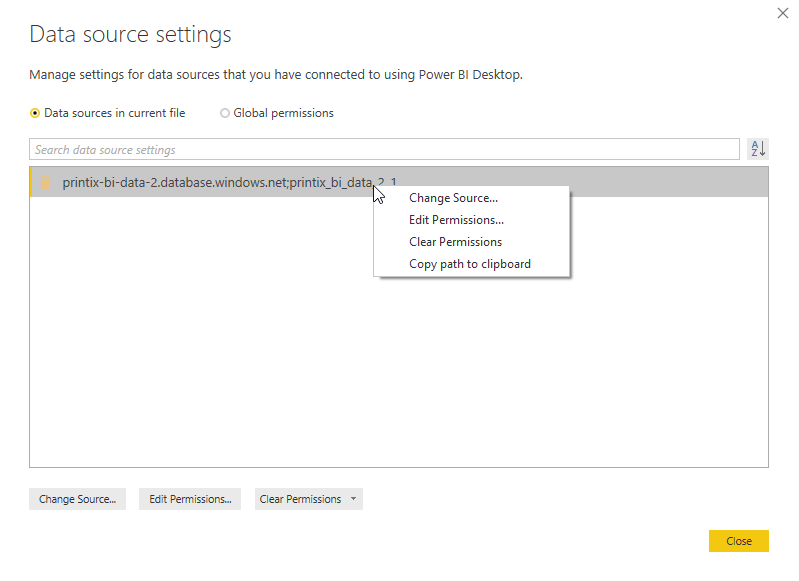 Data source settings
Manage settings for data sources that you have connected to using Power BI Desktop.
Data sources in current file Global permissions
Search data source settings
A
Z
printix-bi-data-2.database.windows.net;printix_bi_data_2_1
Change Source...
Edit Permissions...
Clear Permissions
Copy path to clipboard
Change Source... Edit Permissions... Clear Permissions
Close